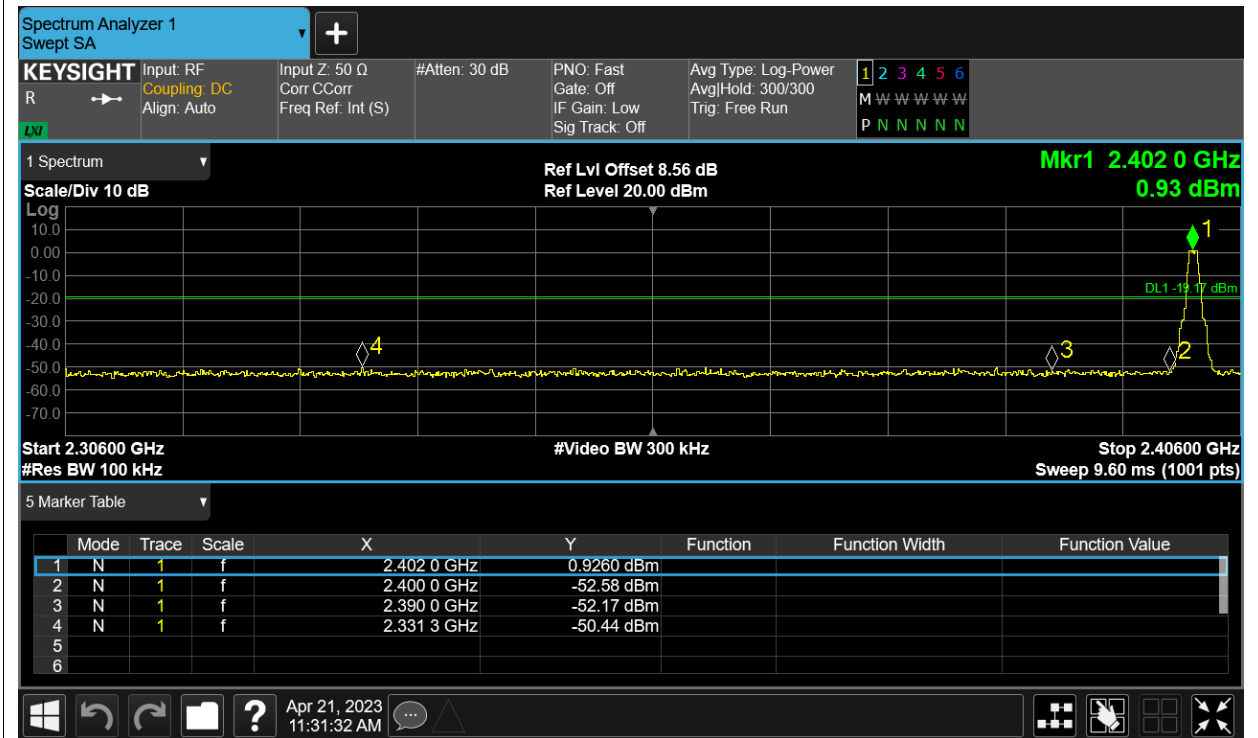 Spectrum Analyzer 1
Swept SA
+
KEYSIGHT Input: RF Input Z: 50 Ω #Atten: 30 dB PNO: Fast Avg Type: Log-Power 1 2 3 4 5 6
R Coupling: DC Corr CCorr Gate: Off Avg|Hold: 300/300 M W W W W W W
Align: Auto Freq Ref: Int (S) IF Gain: Low Trig: Free Run
LXI Sig Track: Off P N N N N N N
1 Spectrum Ref Lvl Offset 8.56 dB Mkr1 2.402 0 GHz
Scale/Div 10 dB Ref Level 20.00 dBm 0.93 dBm
Log
10.0 1
0.00
-10.0
DL1 -19.17 dBm
-20.0
-30.0
-40.0 4 3 2
-50.0
-60.0
-70.0
Start 2.30600 GHz #Video BW 300 kHz Stop 2.40600 GHz
#Res BW 100 kHz Sweep 9.60 ms (1001 pts)
5 Marker Table
Mode Trace Scale X Y Function Function Width Function Value
1 N 1 f 2.402 0 GHz 0.9260 dBm
2 N 1 f 2.400 0 GHz -52.58 dBm
3 N 1 f 2.390 0 GHz -52.17 dBm
4 N 1 f 2.331 3 GHz -50.44 dBm
5
6
? Apr 21, 2023
11:31:32 AM